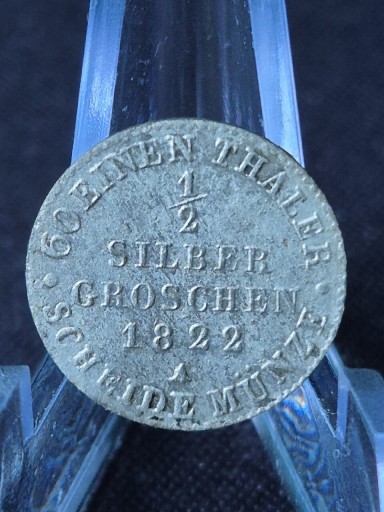 60 EINEN THALER
1/2
SILBER
GROSCHEN
1822
A
· SCHEIDE MÜNZE ·